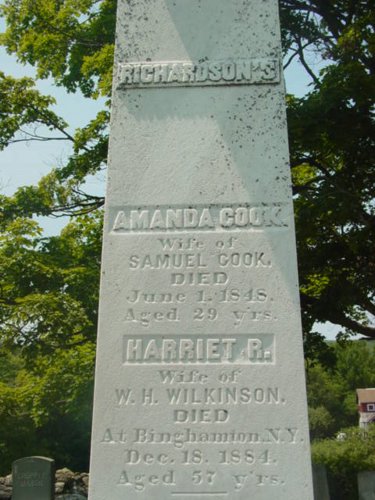 RICHARDSON'S
AMANDA COOK.
Wife of
SAMUEL COOK.
DIED
June 1, 1848.
Aged 29 yrs.
HARRIET R.
Wife of
W. H. WILKINSON.
DIED
At Binghamton, N.Y.
Dec. 18. 1884.
Aged 57 y'rs.